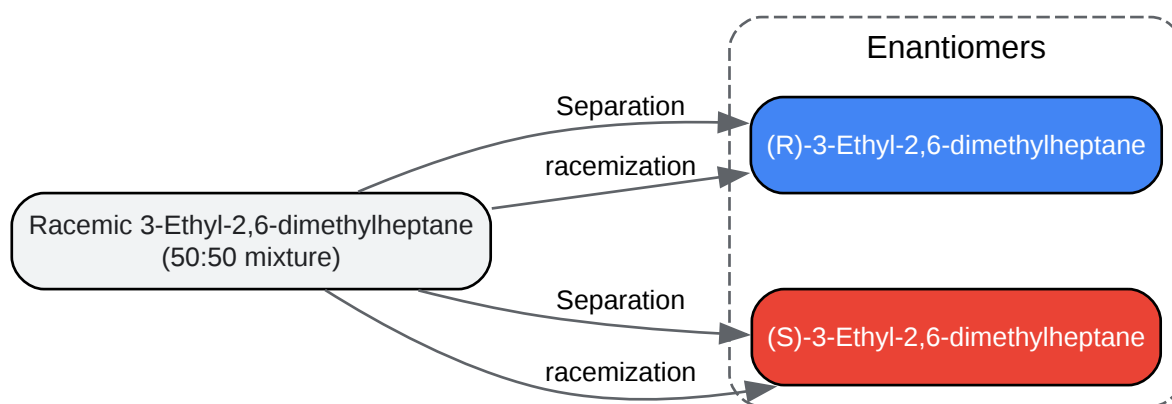 Enantiomers
Separation
(R)-3-Ethyl-2,6-dimethylheptane
racemization
Racemic 3-Ethyl-2,6-dimethylheptane
(50:50 mixture)
Separation
(S)-3-Ethyl-2,6-dimethylheptane
racemization